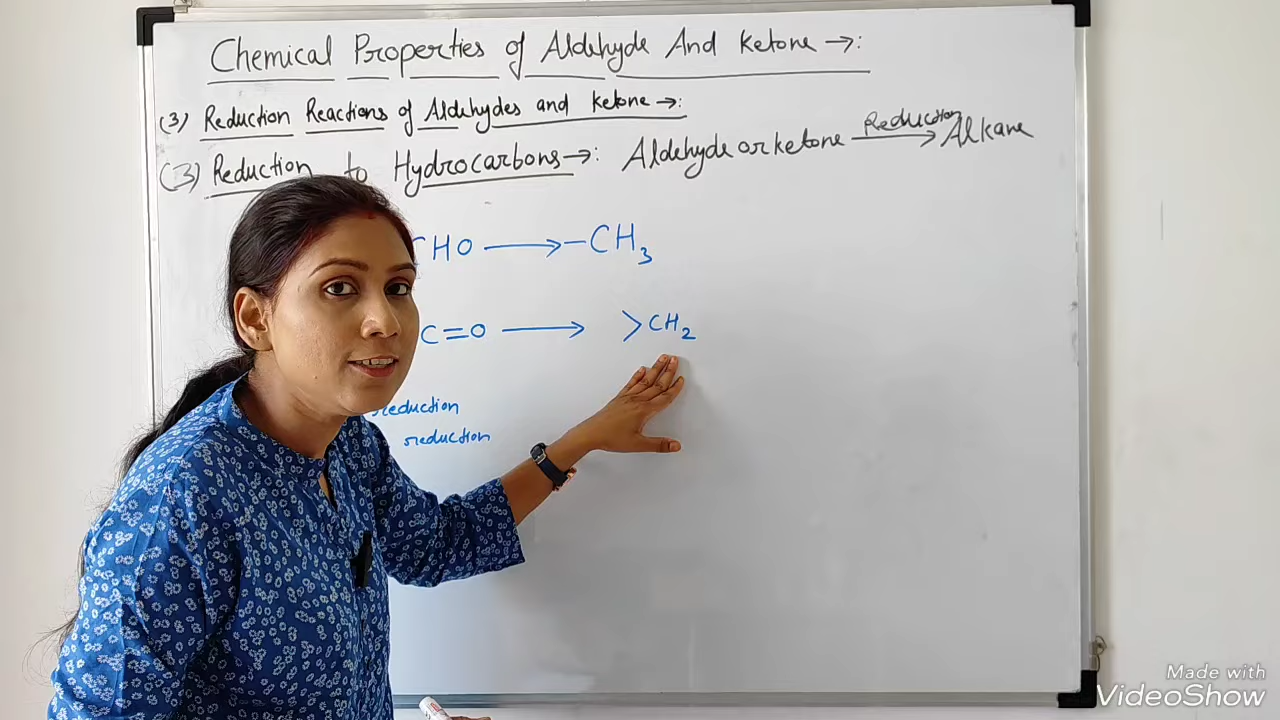 Chemical Properties of Aldehyde And Ketone →:
(3) Reduction Reactions of Aldehydes and Ketone →:
(3) Reduction to Hydrocarbons →: Aldehyde or ketone Reduction→ Alkane
CHO ⟶ –CH₃
C=O ⟶ >CH₂
reduction
reduction
Made with
VideoShow